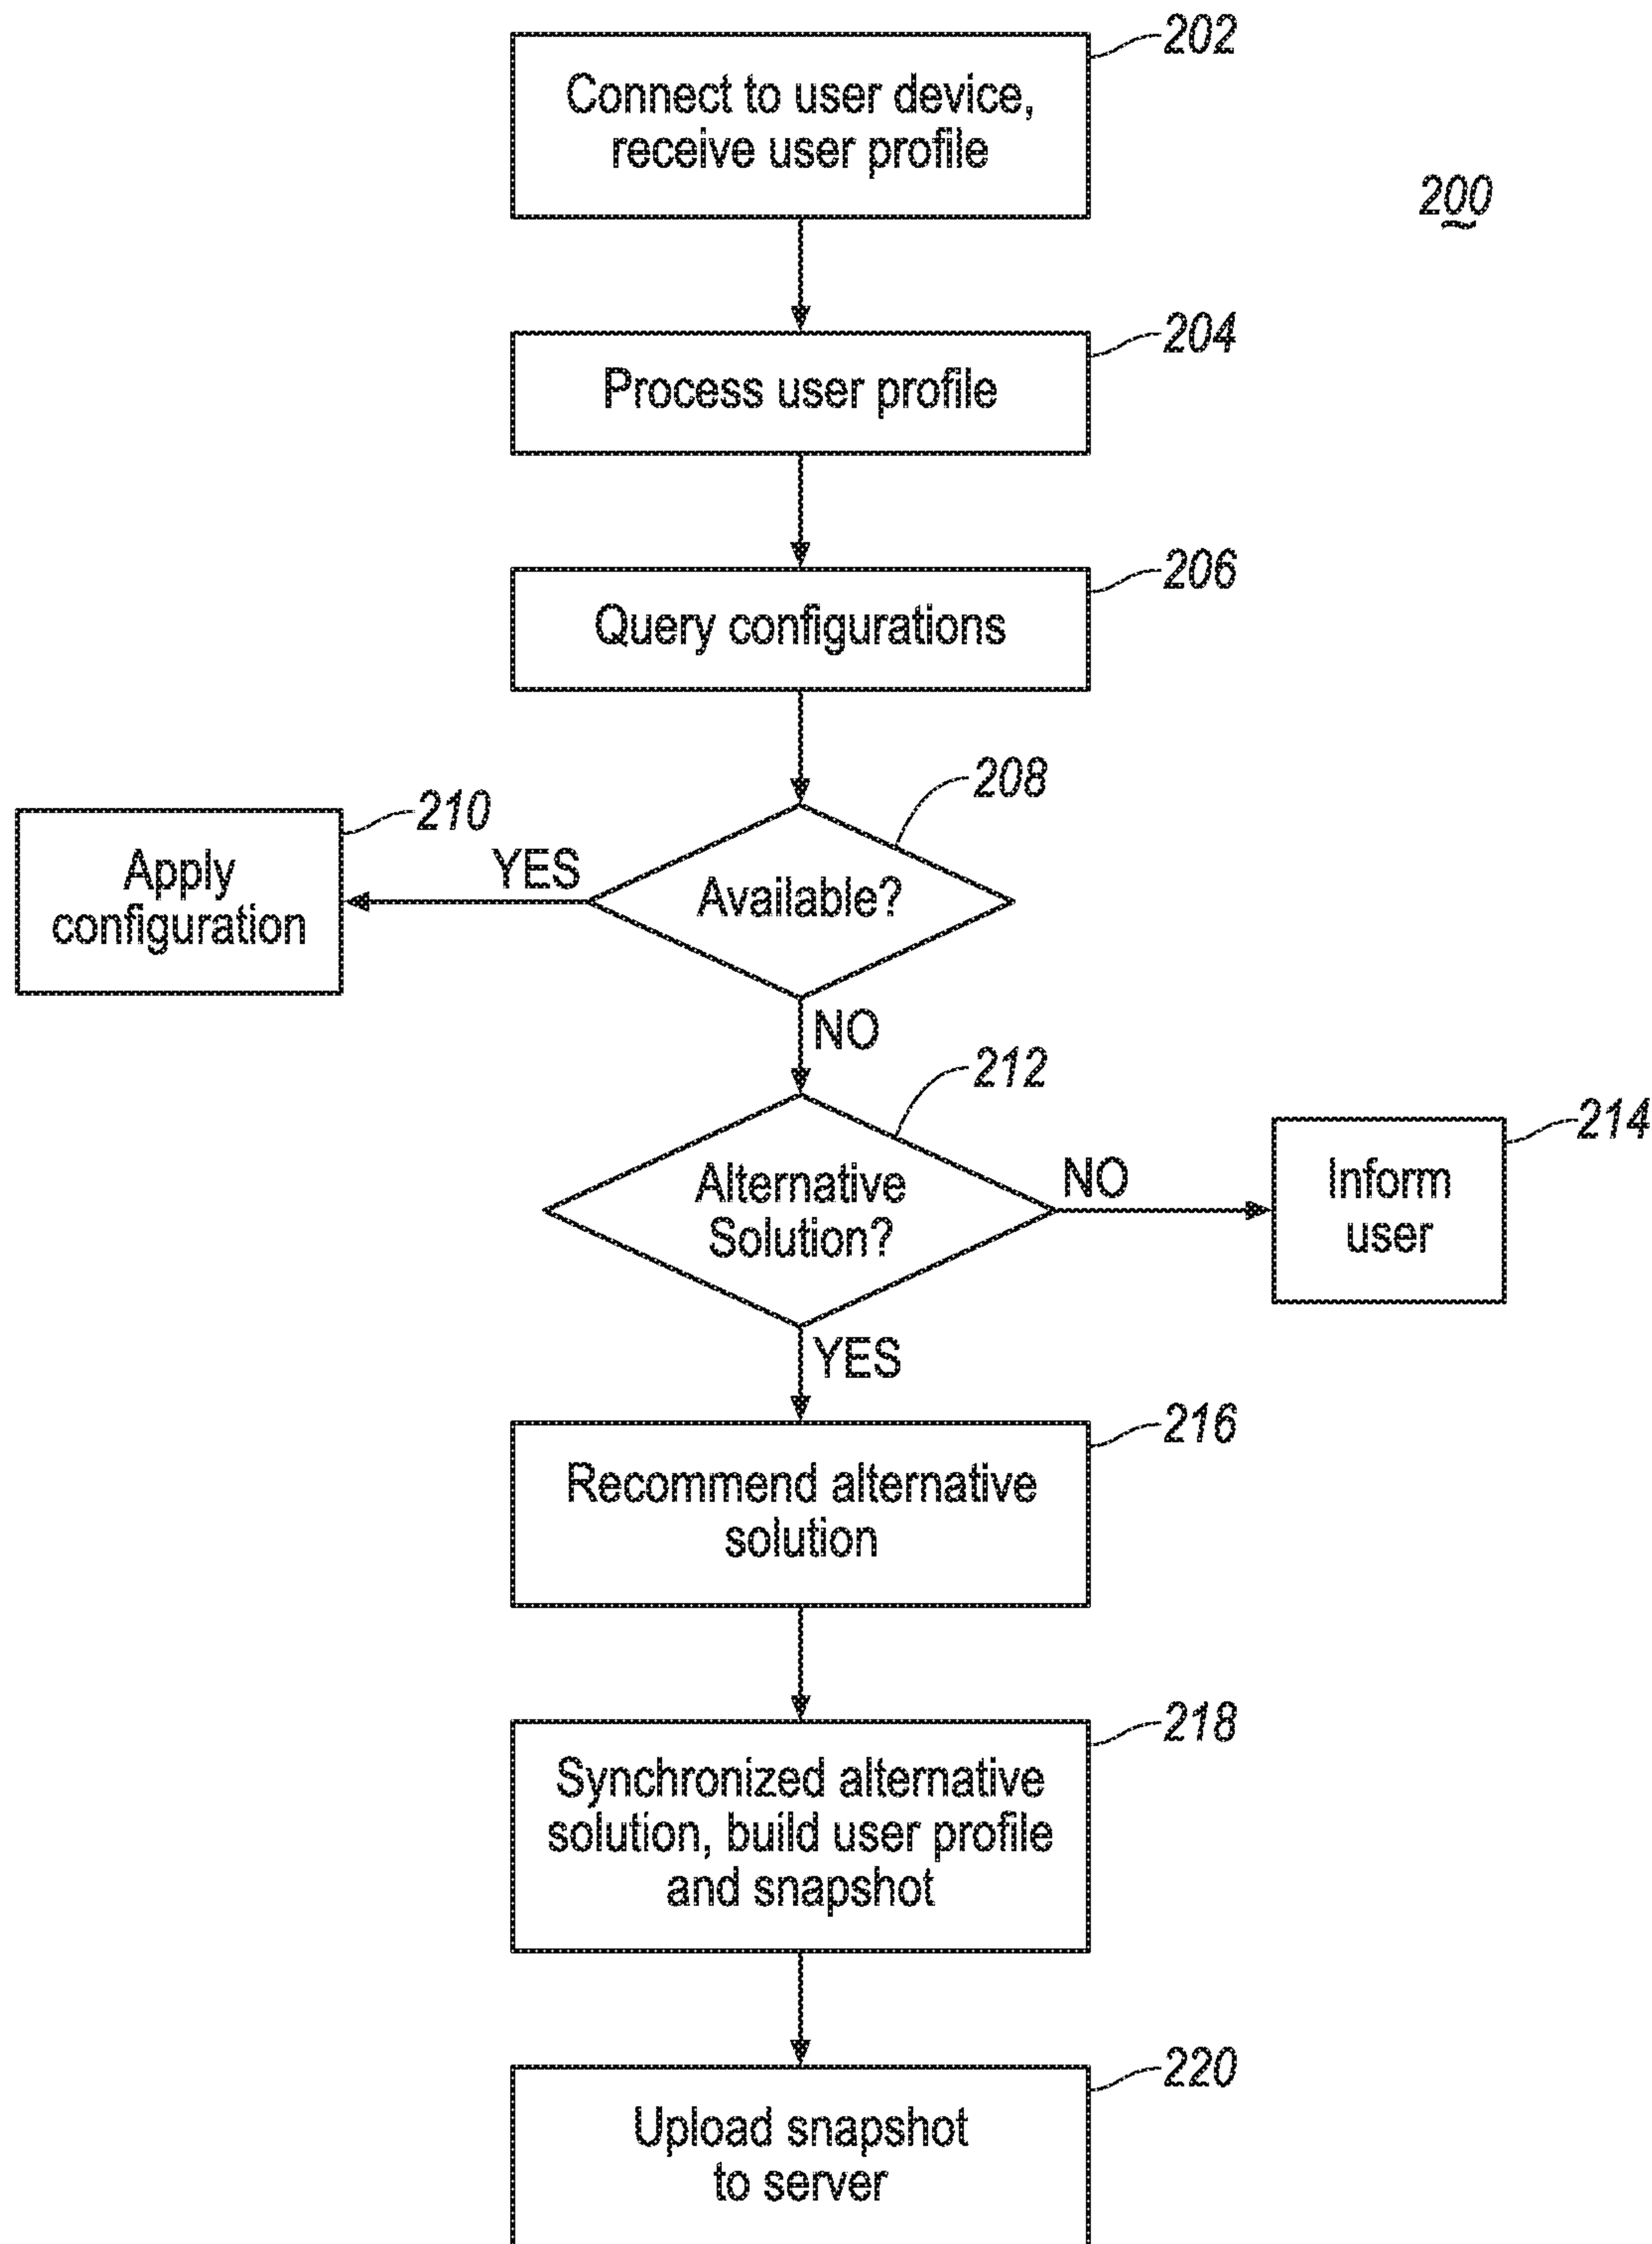 202
Connect to user device,
receive user profile
200
204
Process user profile
206
Query configurations
208
210
Apply
configuration
YES
Available?
NO
212
214
Alternative
Solution?
NO
Inform
user
YES
216
Recommend alternative
solution
218
Synchronized alternative
solution, build user profile
and snapshot
220
Upload snapshot
to server